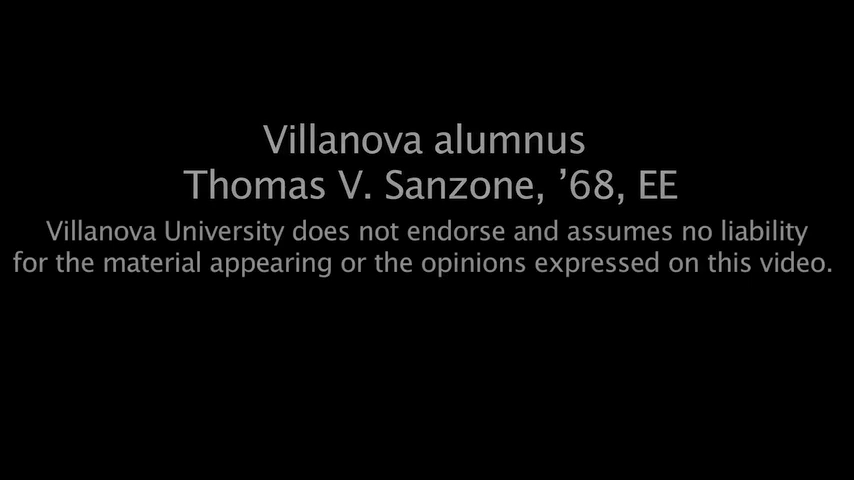 Villanova alumnus
Thomas V. Sanzone, ’68, EE
Villanova University does not endorse and assumes no liability
for the material appearing or the opinions expressed on this video.